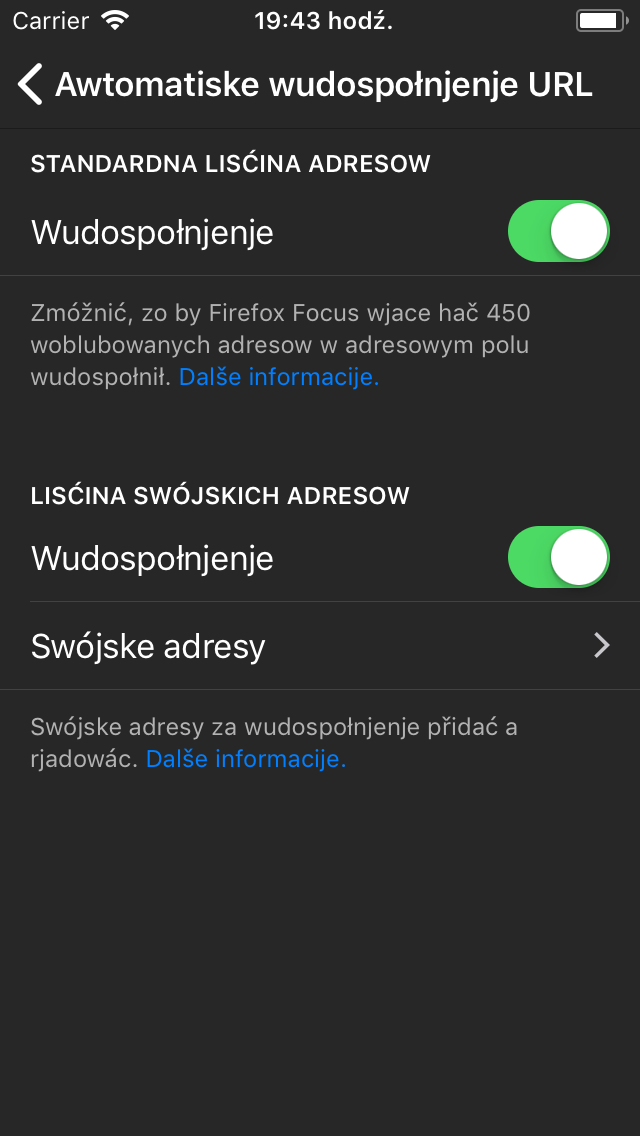 Carrier 19:43 hodź.
Awtomatiske wudospołnjenje URL
STANDARDNA LISĆINA ADRESOW
Wudospołnjenje
Zmóžnić, zo by Firefox Focus wjace hač 450
woblubowanych adresow w adresowym polu
wudospołnił. Dalše informacije.
LISĆINA SWÓJSKICH ADRESOW
Wudospołnjenje
Swójske adresy
Swójske adresy za wudospołnjenje přidać a
rjadowác. Dalše informacije.